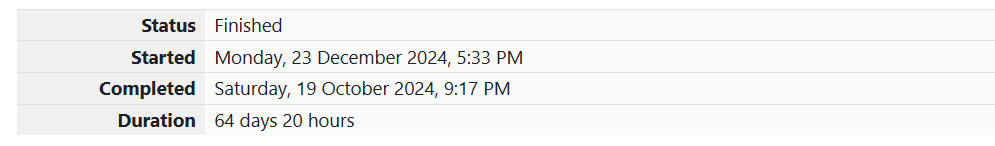 Status Finished
Started Monday, 23 December 2024, 5:33 PM
Completed Saturday, 19 October 2024, 9:17 PM
Duration 64 days 20 hours